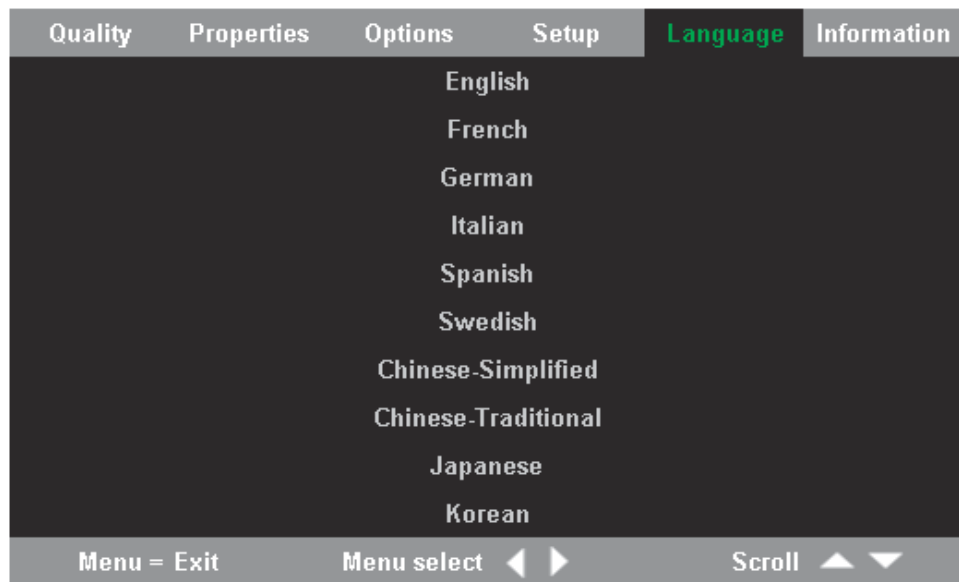 Quality Properties Options Setup Language Information
English
French
German
Italian
Spanish
Swedish
Chinese-Simplified
Chinese-Traditional
Japanese
Korean
Menu = Exit Menu select Scroll